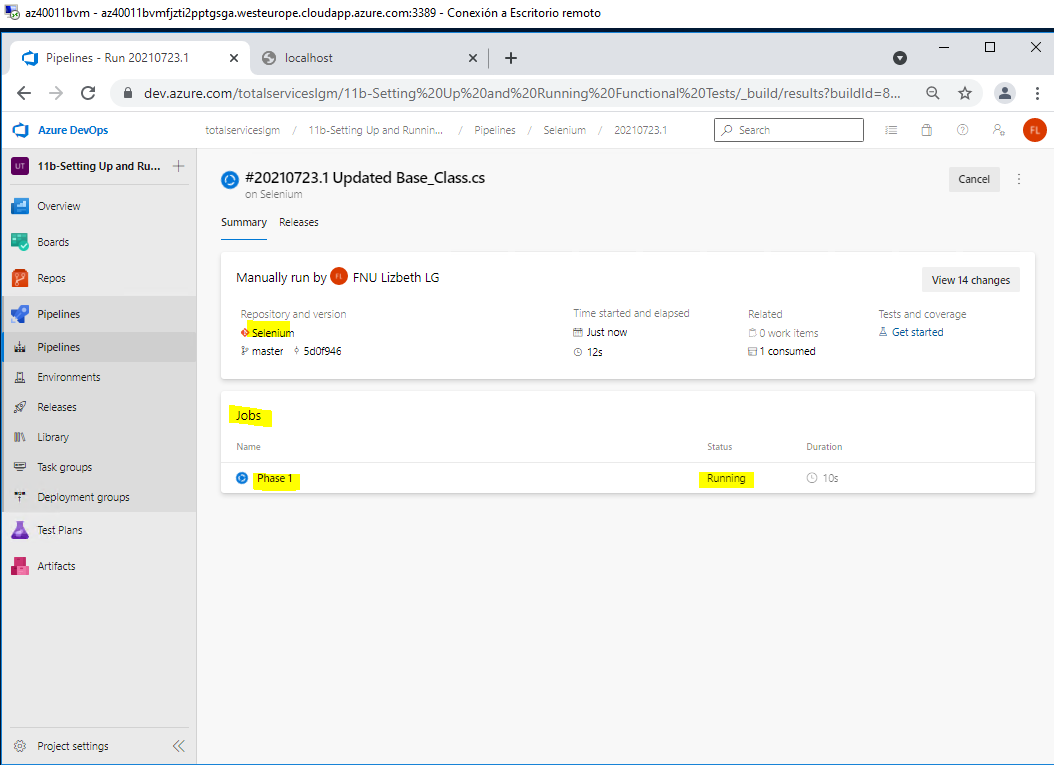 az40011bvm - az40011bvmfjzti2pptgsga.westeurope.cloudapp.azure.com:3389 - Conexión a Escritorio remoto
Pipelines - Run 20210723.1
localhost
dev.azure.com/totalserviceslgm/11b-Setting%20Up%20and%20Running%20Functional%20Tests/_build/results?buildId=8...
Azure DevOps
totalserviceslgm / 11b-Setting Up and Runnin... / Pipelines / Selenium / 20210723.1
Search
FL
UT 11b-Setting Up and Ru...
Overview
Boards
Repos
Pipelines
Pipelines
Environments
Releases
Library
Task groups
Deployment groups
Test Plans
Artifacts
Project settings
#20210723.1 Updated Base_Class.cs
on Selenium
Cancel
Summary Releases
Manually run by FL FNU Lizbeth LG
View 14 changes
Repository and version
Selenium
master 5d0f946
Time started and elapsed
Just now
12s
Related
0 work items
1 consumed
Tests and coverage
Get started
Jobs
Name Status Duration
Phase 1 Running 10s